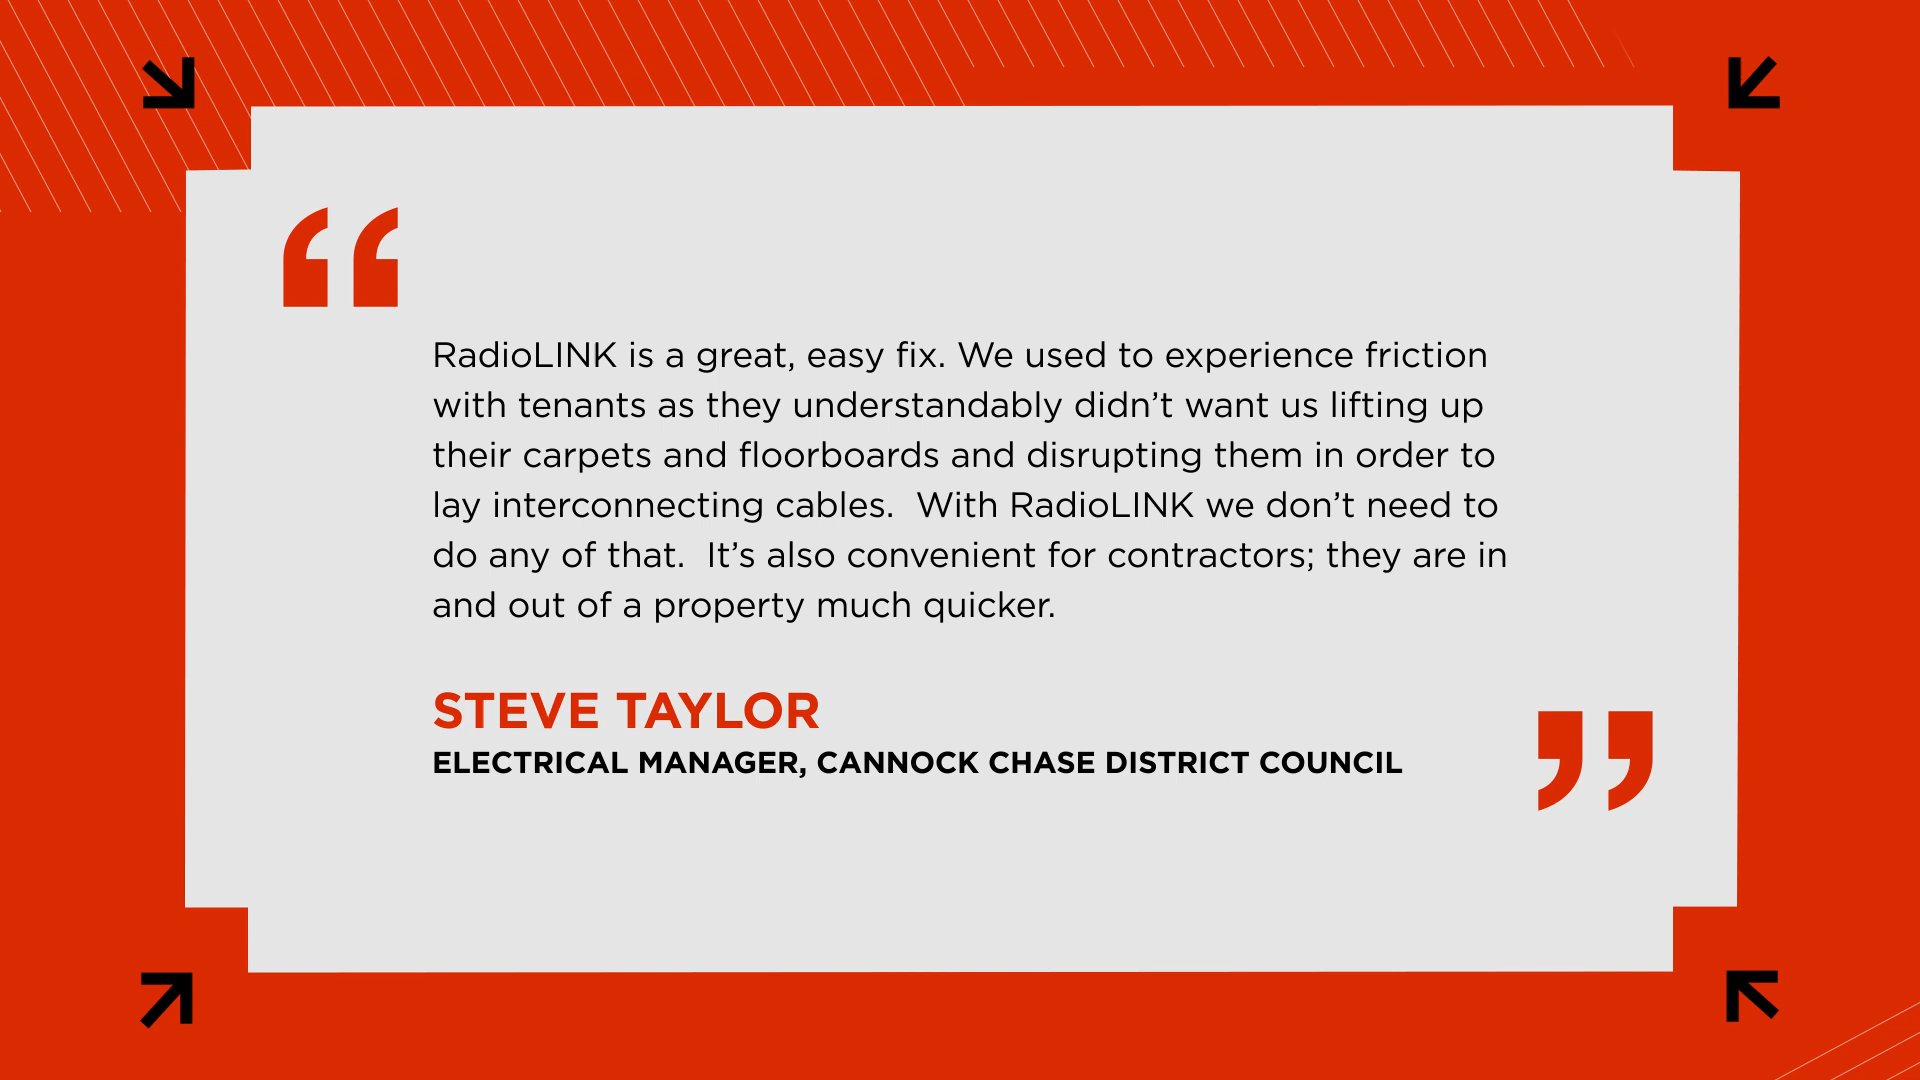 “
RadioLINK is a great, easy fix. We used to experience friction
with tenants as they understandably didn’t want us lifting up
their carpets and floorboards and disrupting them in order to
lay interconnecting cables.  With RadioLINK we don’t need to
do any of that.  It’s also convenient for contractors; they are in
and out of a property much quicker.
STEVE TAYLOR
ELECTRICAL MANAGER, CANNOCK CHASE DISTRICT COUNCIL
”